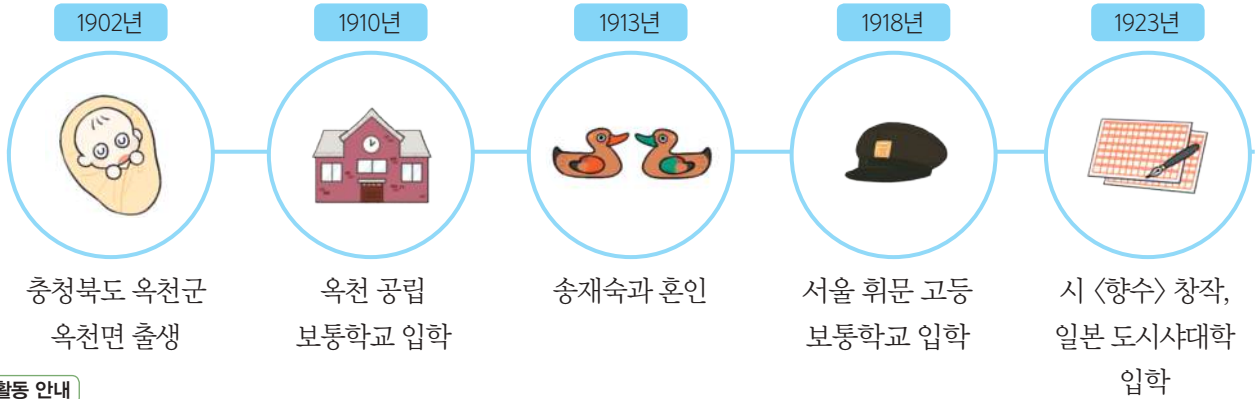 1902년
1910년
1913년
1918년
1923년
충청북도 옥천군
옥천면 출생
옥천 공립
보통학교 입학
송재숙과 혼인
서울 휘문 고등
보통학교 입학
시 〈향수〉 창작,
일본 도시샤대학
입학
활동 안내